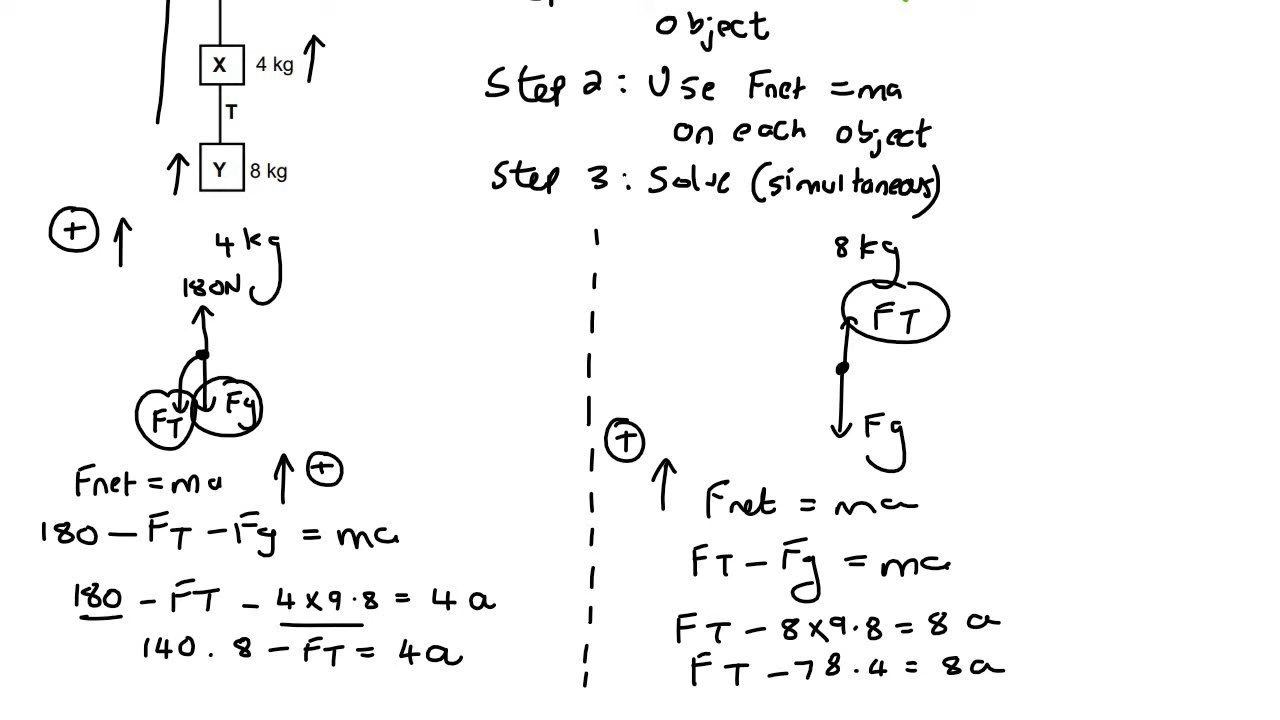 object
X 4 kg
Step 2 : Use Fnet = ma
T
on each object
Y 8 kg
Step 3 : Solve (simultaneous)
+
4 kg
180N
FT Fg
Fnet = ma +
180 – FT – Fg = ma
180 – FT – 4 × 9.8 = 4a
140.8 – FT = 4a
8 kg
FT
Fg
+
Fnet = ma
FT – Fg = ma
FT – 8×9.8 = 8a
FT – 78.4 = 8a